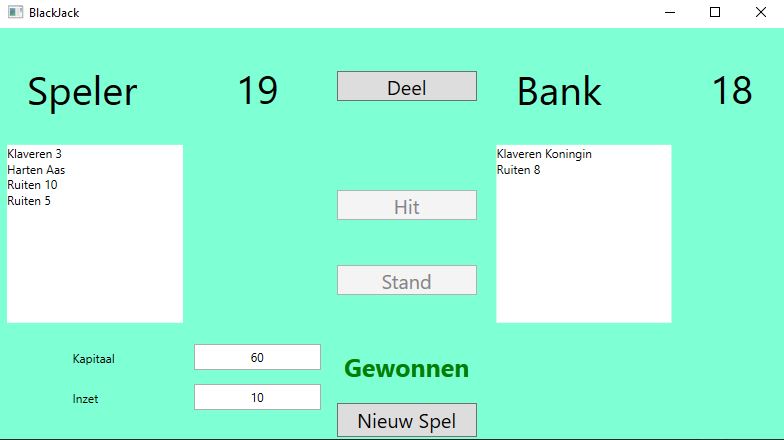 BlackJack
Speler 19
Deel
Bank 18
Klaveren 3
Harten Aas
Ruiten 10
Ruiten 5
Klaveren Koningin
Ruiten 8
Hit
Stand
Kapitaal 60
Inzet 10
Gewonnen
Nieuw Spel